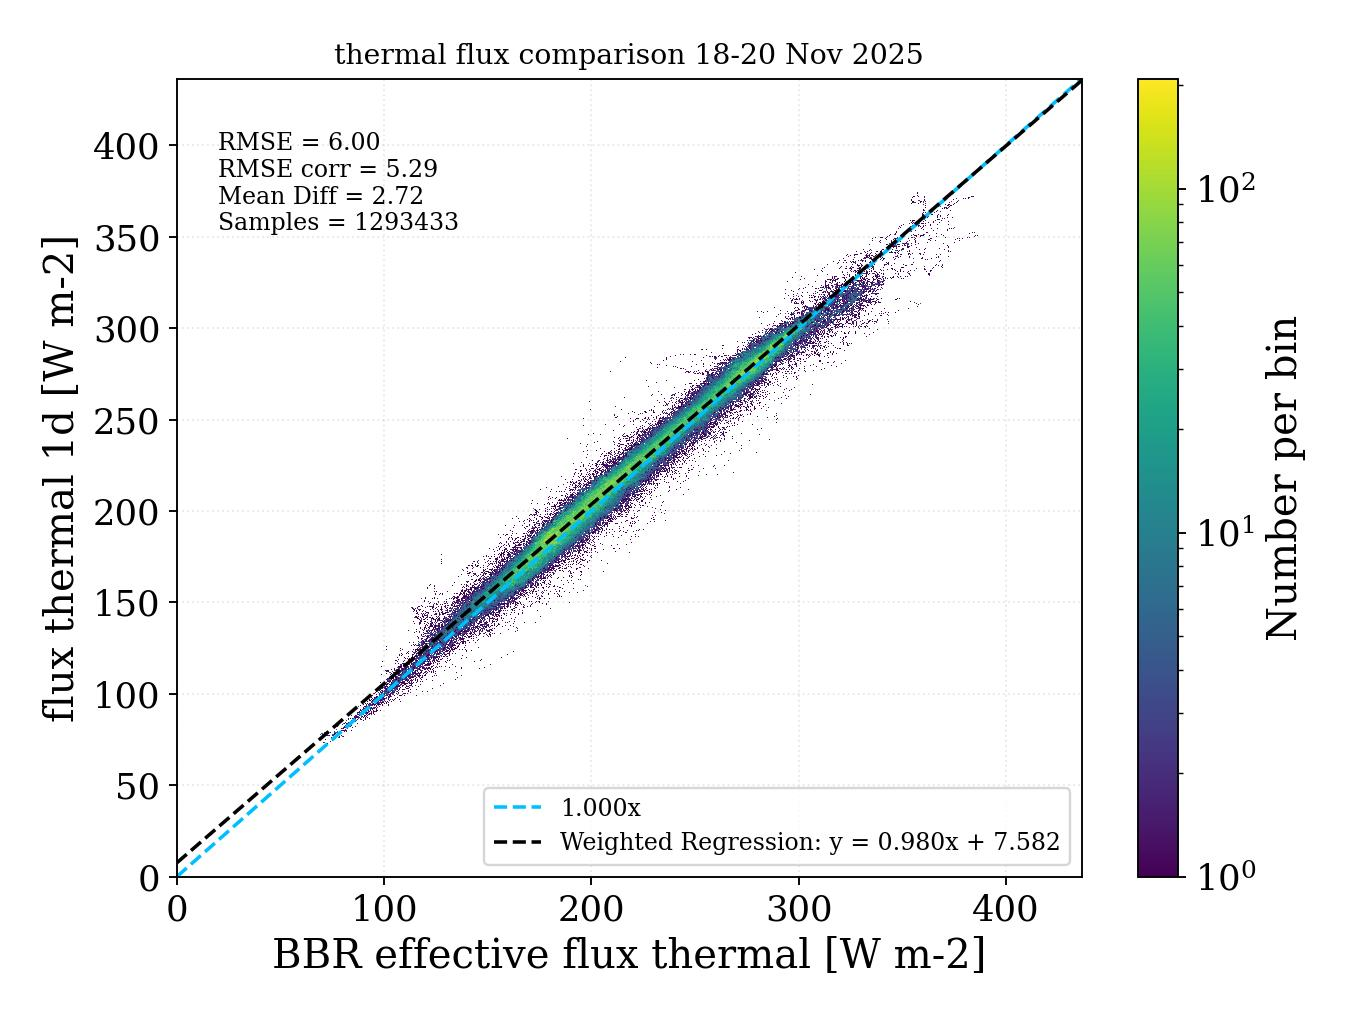 thermal flux comparison 18-20 Nov 2025
RMSE = 6.00
RMSE corr = 5.29
Mean Diff = 2.72
Samples = 1293433
flux thermal 1d [W m-2]
400
350
300
250
200
150
100
50
0
0 100 200 300 400
BBR effective flux thermal [W m-2]
1.000x
Weighted Regression: y = 0.980x + 7.582
10²
10¹
10⁰
Number per bin